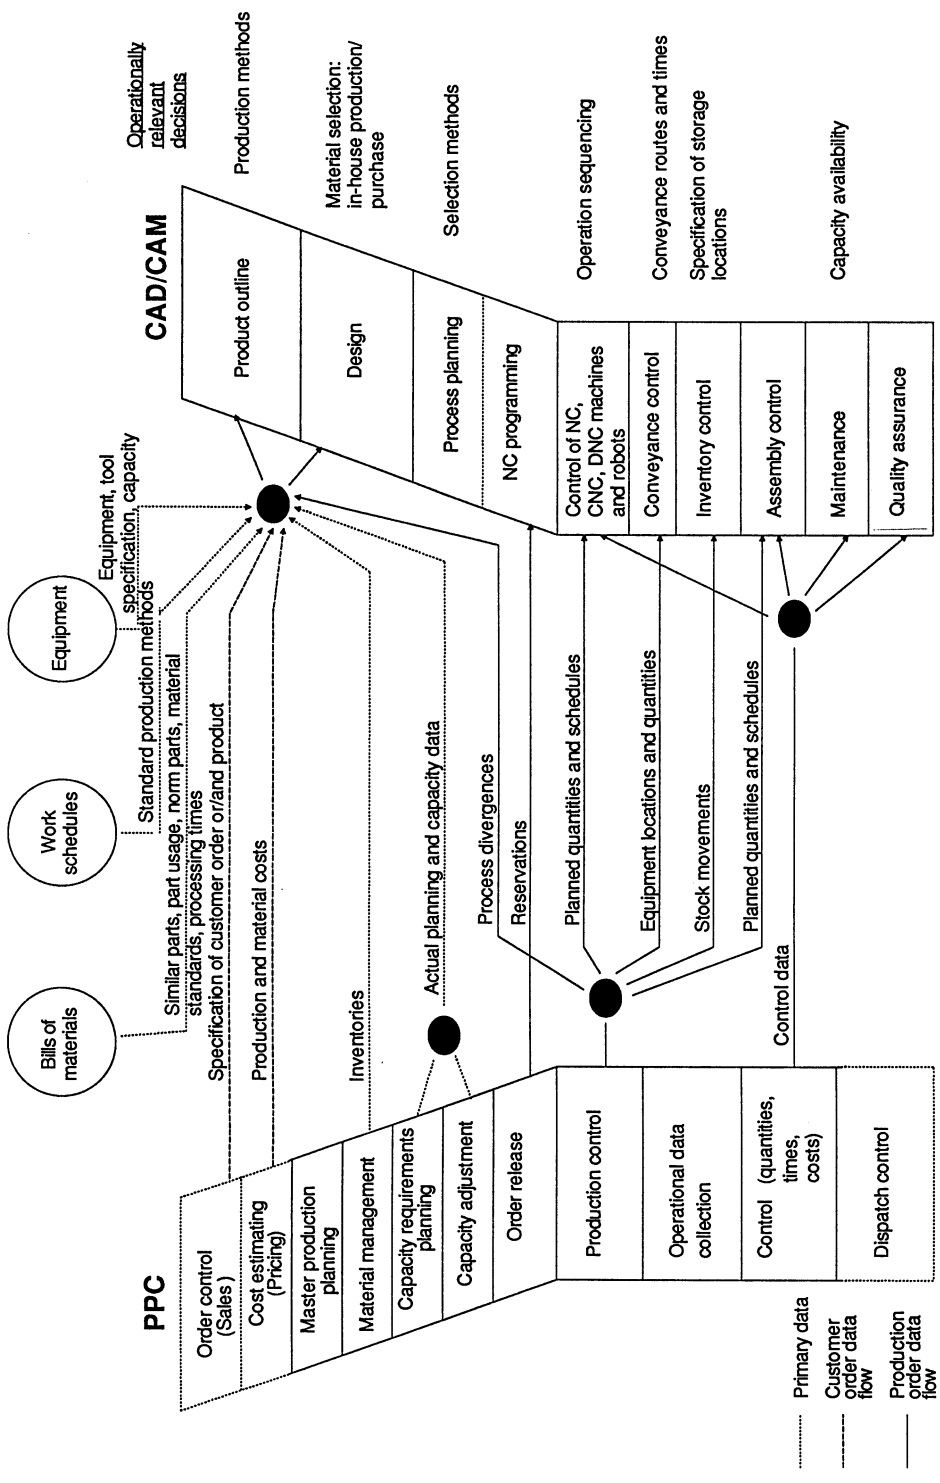 PPC
CAD/CAM
Operationally
relevant
decisions
Bills of
materials
Work
schedules
Equipment
Equipment, tool
specification, capacity
Standard production methods
Similar parts, part usage, norm parts, material
standards, processing times
Specification of customer order or/and product
Production and material costs
Inventories
Actual planning and capacity data
Process divergences
Reservations
Planned quantities and schedules
Equipment locations and quantities
Stock movements
Planned quantities and schedules
Control data
Order control
(Sales )
Cost estimating
(Pricing)
Master production
planning
Material management
Capacity requirements
planning
Capacity adjustment
Order release
Production control
Operational data
collection
Control (quantities,
times,
costs)
Dispatch control
Product outline
Design
Process planning
NC programming
Control of NC,
CNC, DNC machines
and robots
Conveyance control
Inventory control
Assembly control
Maintenance
Quality assurance
Production methods
Material selection:
in-house production/
purchase
Selection methods
Operation sequencing
Conveyance routes and times
Specification of storage
locations
Capacity availability
Primary data
Customer
order data
flow
Production
order data
flow